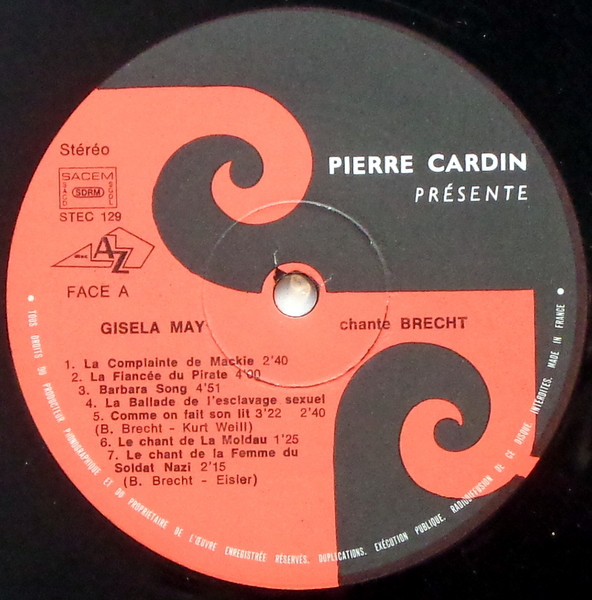 PIERRE CARDIN
PRÉSENTE
Stéréo
SACEM
SACD
SDRM
SGDL
STEC 129
disc AZ
FACE A
GISELA MAY
chante BRECHT
1. La Complainte de Mackie 2'40
2. La Fiancée du Pirate 4'00
3. Barbara Song 4'51
4. La Ballade de l'esclavage sexuel
5. Comme on fait son lit 3'22 2'40
(B. Brecht - Kurt Weill)
6. Le chant de La Moldau 1'25
7. Le chant de la Femme du
Soldat Nazi 2'15
(B. Brecht - Eisler)
• TOUS DROITS DU PRODUCTEUR PHONOGRAPHIQUE ET DU PROPRIÉTAIRE DE L'ŒUVRE ENREGISTRÉE RÉSERVÉS. DUPLICATIONS, EXÉCUTION PUBLIQUE, RADIODIFFUSION DE CE DISQUE INTERDITES. MADE IN FRANCE •